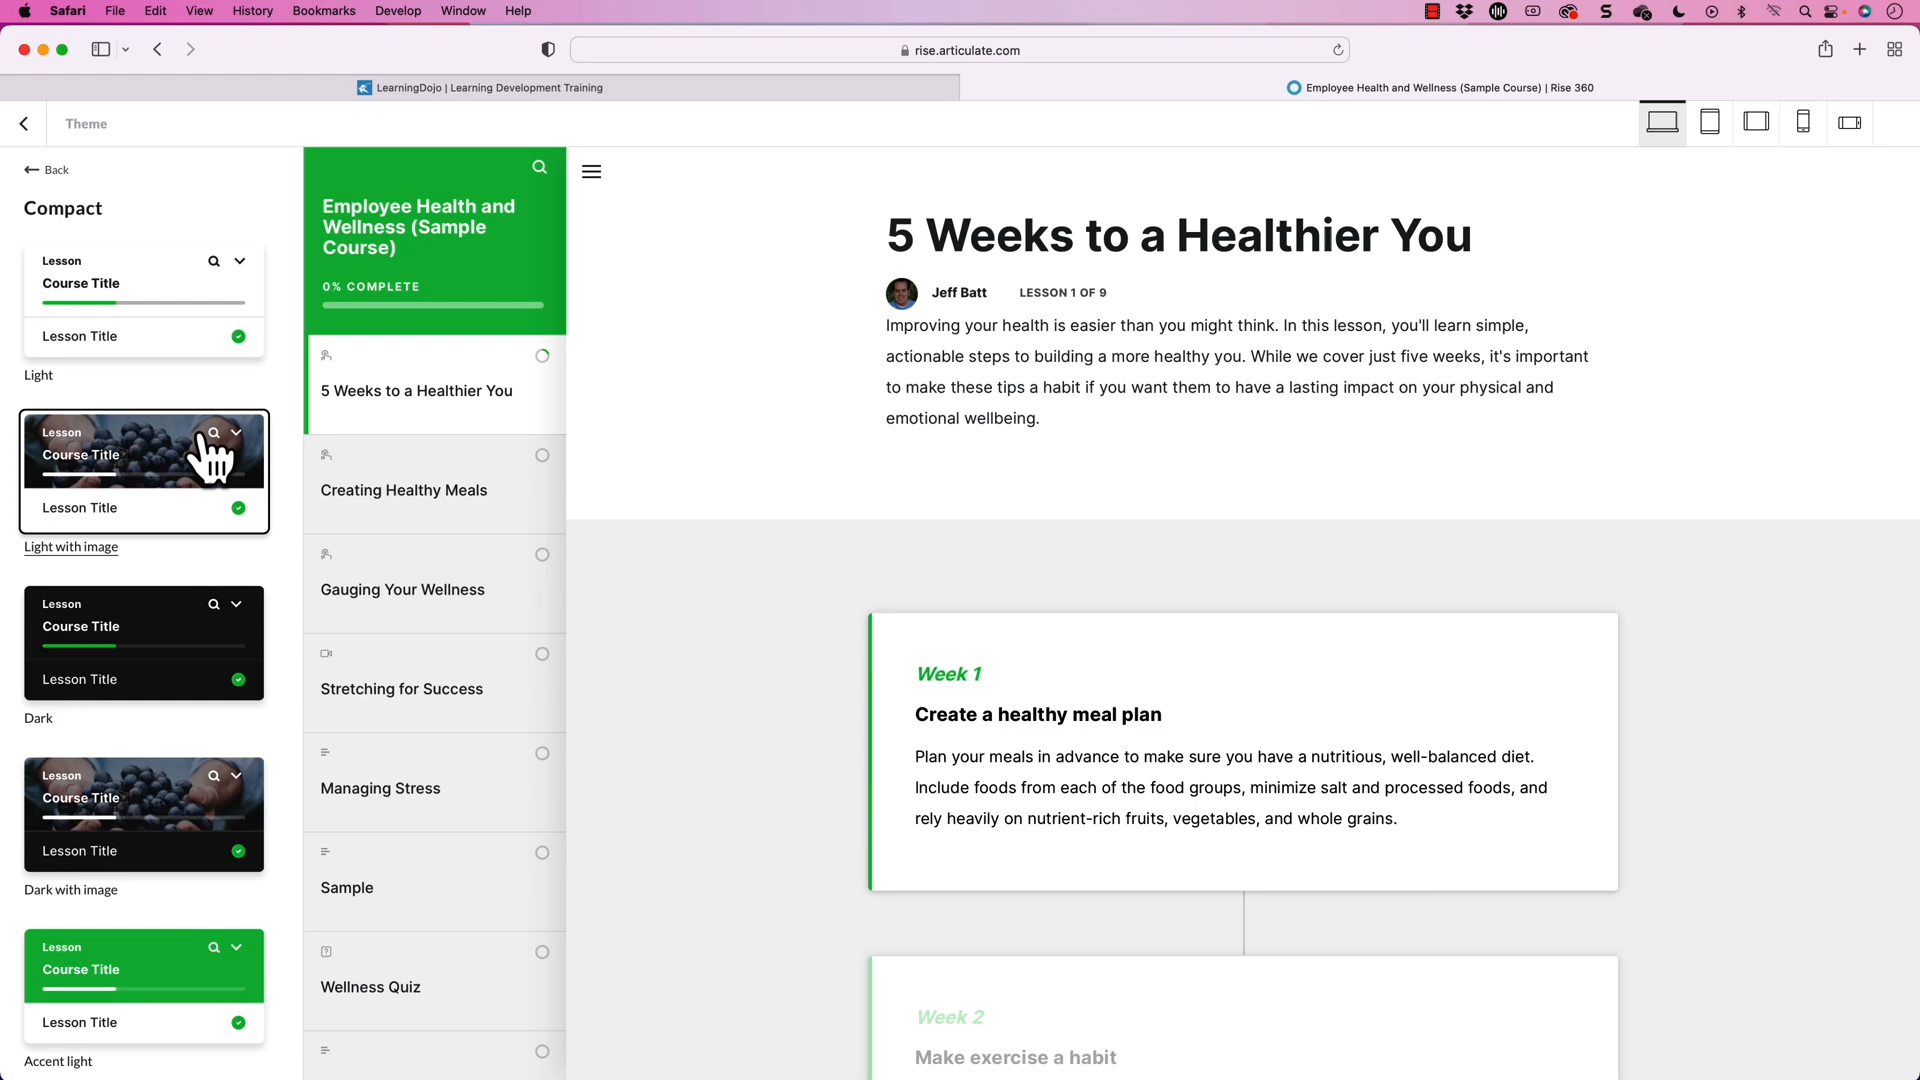 Safari File Edit View History Bookmarks Develop Window Help
rise.articulate.com
LearningDojo | Learning Development Training
Employee Health and Wellness (Sample Course) | Rise 360
Theme
Back
Compact
Lesson
Course Title
Lesson Title
Light
Lesson
Course Title
Lesson Title
Light with image
Lesson
Course Title
Lesson Title
Dark
Lesson
Course Title
Lesson Title
Dark with image
Lesson
Course Title
Lesson Title
Accent light
Employee Health and
Wellness (Sample
Course)
0% COMPLETE
5 Weeks to a Healthier You
Creating Healthy Meals
Gauging Your Wellness
Stretching for Success
Managing Stress
Sample
Wellness Quiz
5 Weeks to a Healthier You
Jeff Batt LESSON 1 OF 9
Improving your health is easier than you might think. In this lesson, you'll learn simple,
actionable steps to building a more healthy you. While we cover just five weeks, it's important
to make these tips a habit if you want them to have a lasting impact on your physical and
emotional wellbeing.
Week 1
Create a healthy meal plan
Plan your meals in advance to make sure you have a nutritious, well-balanced diet.
Include foods from each of the food groups, minimize salt and processed foods, and
rely heavily on nutrient-rich fruits, vegetables, and whole grains.
Week 2
Make exercise a habit